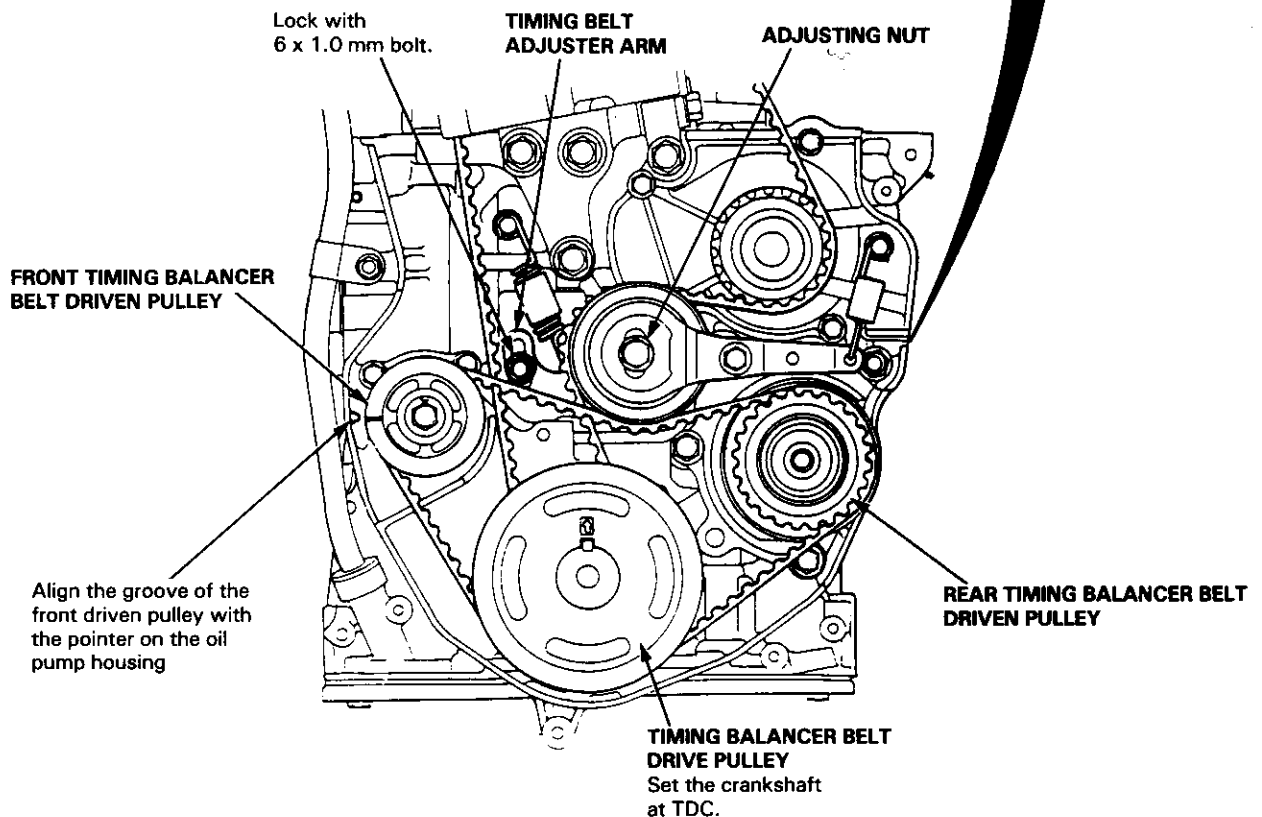 Lock with
6 x 1.0 mm bolt.
TIMING BELT
ADJUSTER ARM
ADJUSTING NUT
FRONT TIMING BALANCER
BELT DRIVEN PULLEY
Align the groove of the
front driven pulley with
the pointer on the oil
pump housing
REAR TIMING BALANCER BELT
DRIVEN PULLEY
TIMING BALANCER BELT
DRIVE PULLEY
Set the crankshaft
at TDC.